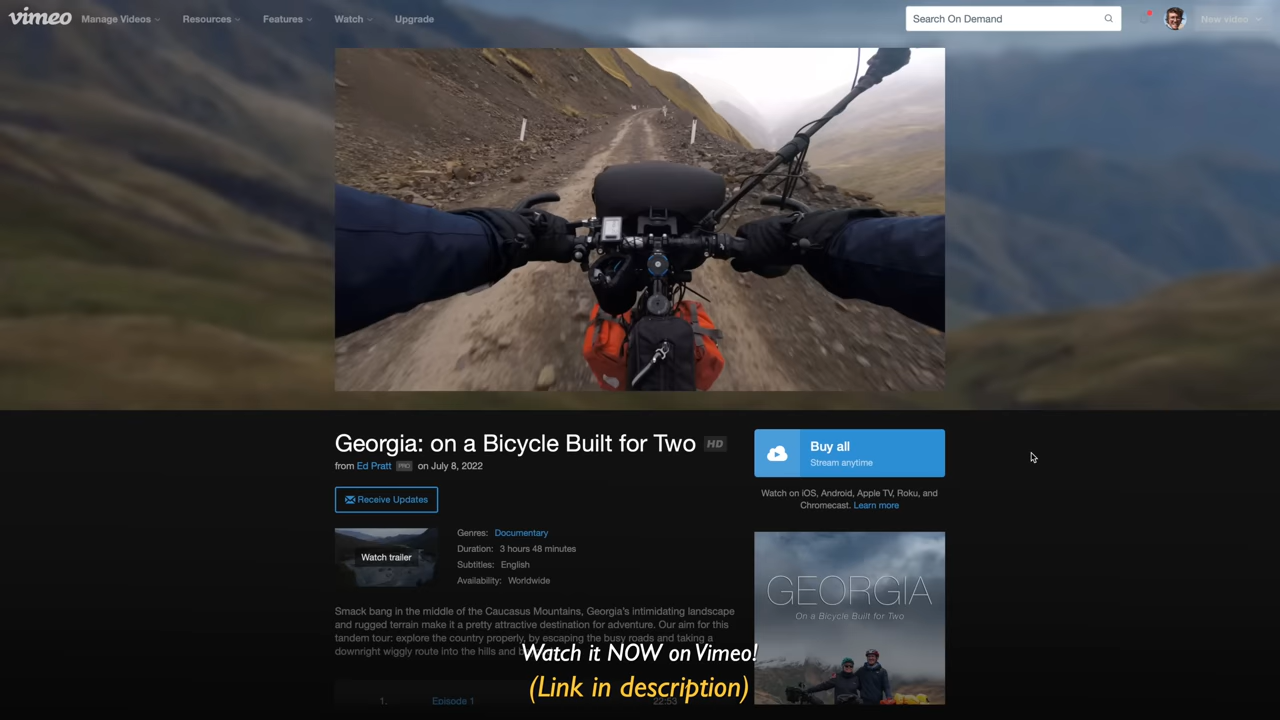 vimeo Manage Videos Resources Features Watch Upgrade Search On Demand New video
Georgia: on a Bicycle Built for Two HD
from Ed Pratt PRO on July 8, 2022
Receive Updates
Watch trailer
Genres: Documentary
Duration: 3 hours 48 minutes
Subtitles: English
Availability: Worldwide
Smack bang in the middle of the Caucasus Mountains, Georgia's intimidating landscape
and rugged terrain make it a pretty attractive destination for adventure. Our aim for this
tandem tour: explore the country properly, by escaping the busy roads and taking a
downright wiggly route into the hills and
1. Episode 1 22:53
Buy all
Stream anytime
Watch on iOS, Android, Apple TV, Roku, and
Chromecast. Learn more
GEORGIA
On a Bicycle Built for Two
Watch it NOW on Vimeo!
(Link in description)